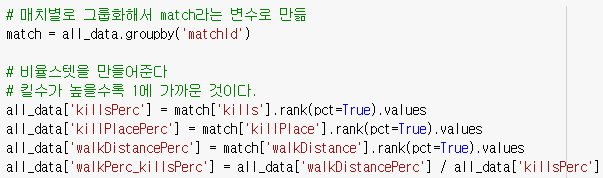 # 매치별로 그룹화해서 match라는 변수로 만듦
match = all_data.groupby('matchId')
# 비율스텟을 만들어준다
# 킬수가 높을수록 1에 가까운 것이다.
all_data['killsPerc'] = match['kills'].rank(pct=True).values
all_data['killPlacePerc'] = match['killPlace'].rank(pct=True).values
all_data['walkDistancePerc'] = match['walkDistance'].rank(pct=True).values
all_data['walkPerc_killsPerc'] = all_data['walkDistancePerc'] / all_data['killsPerc']